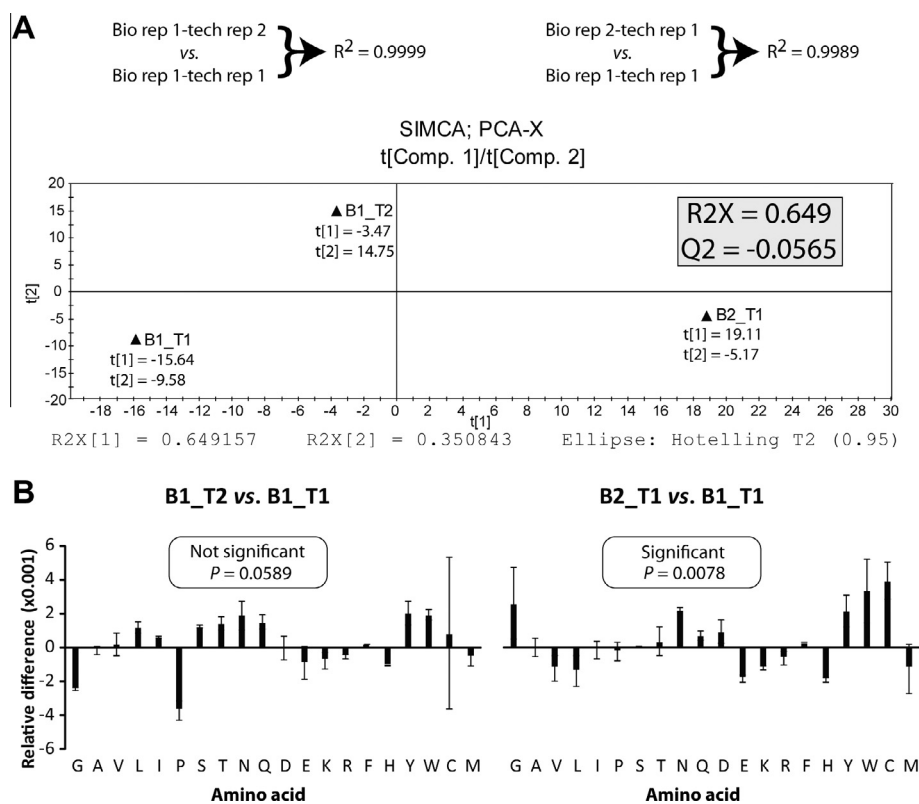 A
Bio rep 1-tech rep 2
vs.
Bio rep 1-tech rep 1
R² = 0.9999
Bio rep 2-tech rep 1
vs.
Bio rep 1-tech rep 1
R² = 0.9989
SIMCA; PCA-X
t[Comp. 1]/t[Comp. 2]
20
15
10
5
0
-5
-10
-15
-20
t[2]
B1_T2
t[1] = -3.47
t[2] = 14.75
R2X = 0.649
Q2 = -0.0565
B1_T1
t[1] = -15.64
t[2] = -9.58
B2_T1
t[1] = 19.11
t[2] = -5.17
-18 -16 -14 -12 -10 -8 -6 -4 -2 0 2 4 6 8 10 12 14 16 18 20 22 24 26 28 30
t[1]
R2X[1] = 0.649157 R2X[2] = 0.350843 Ellipse: Hotelling T2 (0.95)
B
B1_T2 vs. B1_T1
B2_T1 vs. B1_T1
Not significant
P = 0.0589
Significant
P = 0.0078
Relative difference (x0.001)
6
4
2
0
-2
-4
-6
G A V L I P S T N Q D E K R F H Y W C M
G A V L I P S T N Q D E K R F H Y W C M
Amino acid
Amino acid